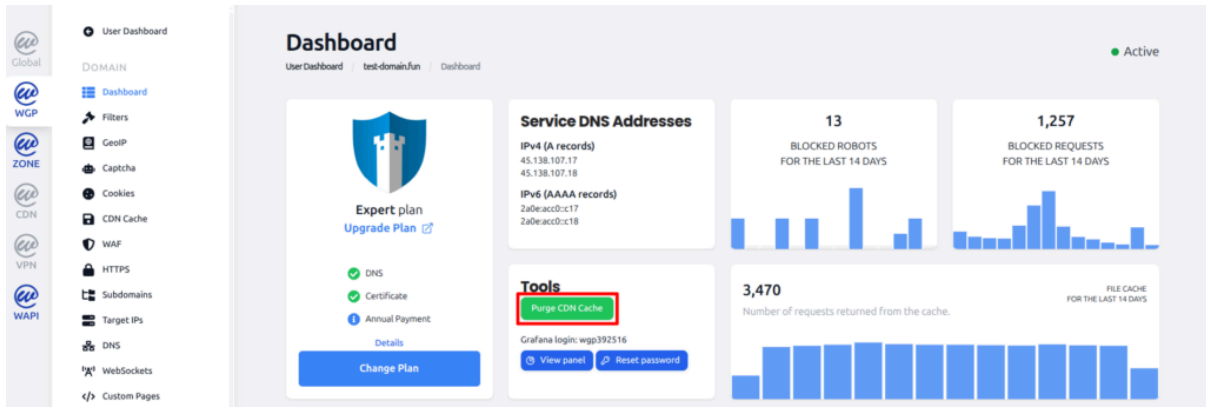 Global
WGP
ZONE
CDN
VPN
WAPI
User Dashboard
DOMAIN
Dashboard
Filters
GeoIP
Captcha
Cookies
CDN Cache
WAF
HTTPS
Subdomains
Target IPs
DNS
WebSockets
Custom Pages
Dashboard
User Dashboard / test-domain.fun / Dashboard
Active
Expert plan
Upgrade Plan
DNS
Certificate
Annual Payment
Details
Change Plan
Service DNS Addresses
IPv4 (A records)
45.138.107.17
45.138.107.18
IPv6 (AAAA records)
2a0e:acc0::c17
2a0e:acc0::c18
Tools
Purge CDN Cache
Grafana login: wgp392516
View panel
Reset password
13
BLOCKED ROBOTS
FOR THE LAST 14 DAYS
1,257
BLOCKED REQUESTS
FOR THE LAST 14 DAYS
3,470
Number of requests returned from the cache.
FILE CACHE
FOR THE LAST 14 DAYS